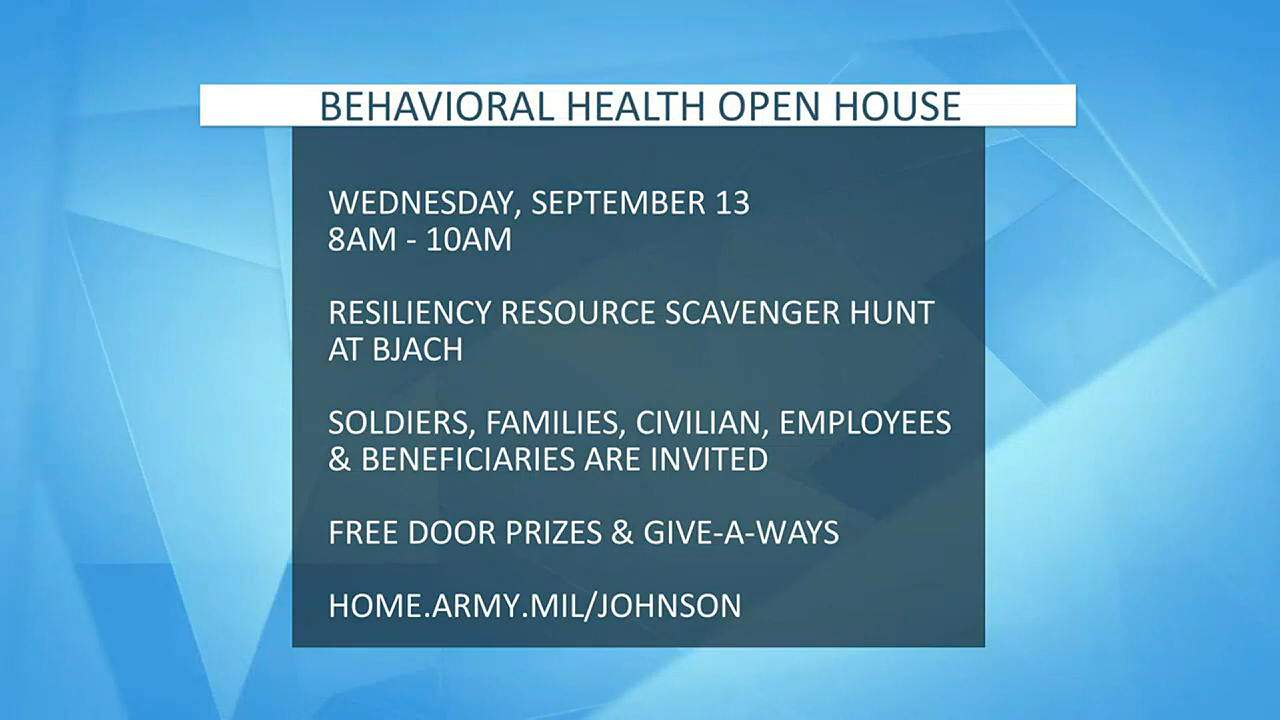 BEHAVIORAL HEALTH OPEN HOUSE
WEDNESDAY, SEPTEMBER 13
8AM - 10AM
RESILIENCY RESOURCE SCAVENGER HUNT
AT BJACH
SOLDIERS, FAMILIES, CIVILIAN, EMPLOYEES
& BENEFICIARIES ARE INVITED
FREE DOOR PRIZES & GIVE-A-WAYS
HOME.ARMY.MIL/JOHNSON